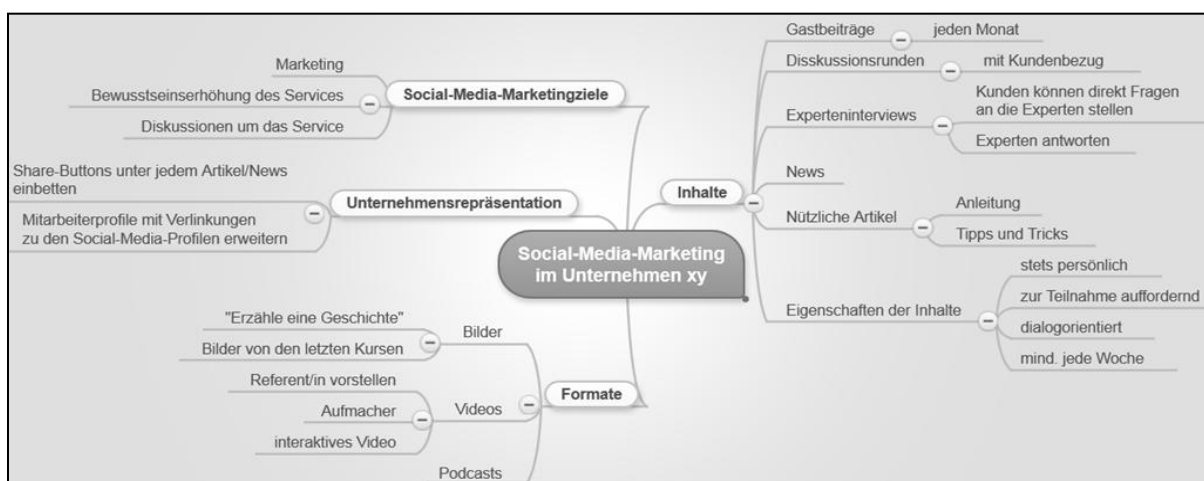 Social-Media-Marketing
im Unternehmen xy
Social-Media-Marketingziele
Marketing
Bewusstseinserhöhung des Services
Diskussionen um das Service
Unternehmensrepräsentation
Share-Buttons unter jedem Artikel/News
einbetten
Mitarbeiterprofile mit Verlinkungen
zu den Social-Media-Profilen erweitern
Formate
Bilder
"Erzähle eine Geschichte"
Bilder von den letzten Kursen
Videos
Referent/in vorstellen
Aufmacher
interaktives Video
Podcasts
Inhalte
Gastbeiträge
jeden Monat
Disskussionsrunden
mit Kundenbezug
Experteninterviews
Kunden können direkt Fragen
an die Experten stellen
Experten antworten
News
Nützliche Artikel
Anleitung
Tipps und Tricks
Eigenschaften der Inhalte
stets persönlich
zur Teilnahme auffordernd
dialogorientiert
mind. jede Woche